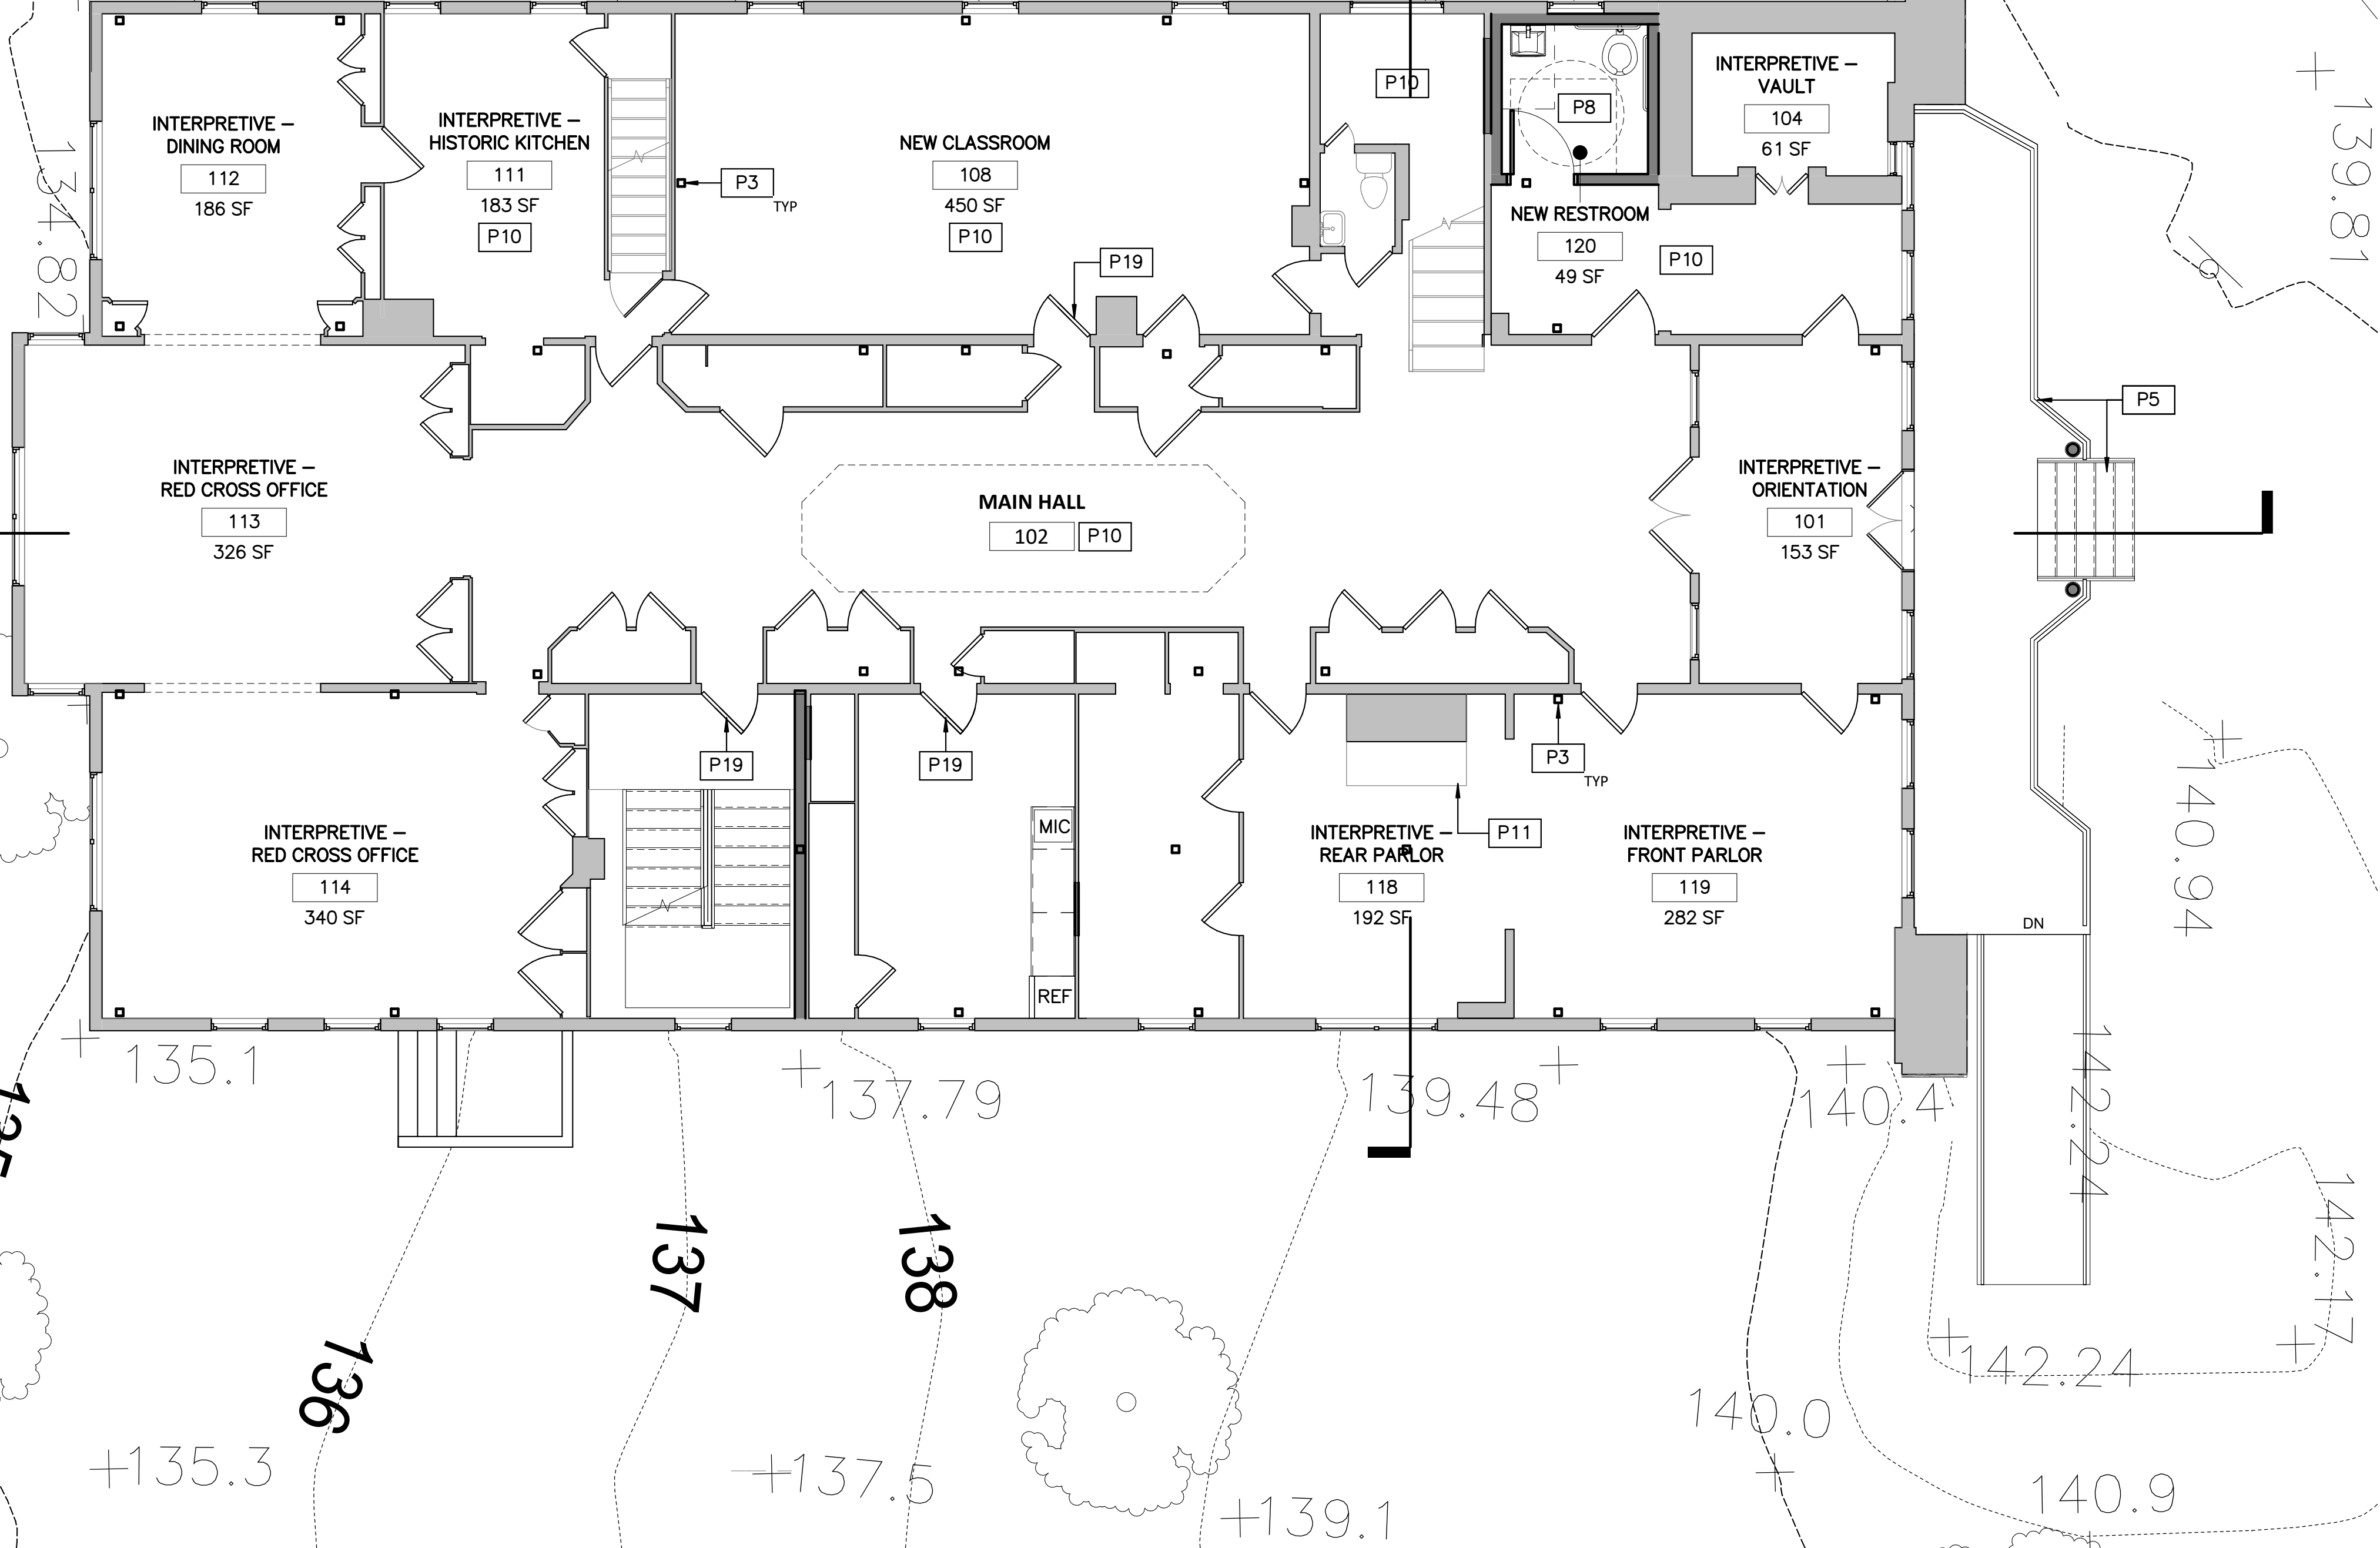 INTERPRETIVE –
DINING ROOM
112
186 SF
INTERPRETIVE –
HISTORIC KITCHEN
111
183 SF
P10
P3
TYP
NEW CLASSROOM
108
450 SF
P10
P19
P10
P8
NEW RESTROOM
120
49 SF
P10
INTERPRETIVE –
VAULT
104
61 SF
139.81
134.82
P5
INTERPRETIVE –
RED CROSS OFFICE
113
326 SF
MAIN HALL
102
P10
INTERPRETIVE –
ORIENTATION
101
153 SF
INTERPRETIVE –
RED CROSS OFFICE
114
340 SF
P19
P19
MIC
REF
INTERPRETIVE –
REAR PARLOR
118
192 SF
P11
P3
TYP
INTERPRETIVE –
FRONT PARLOR
119
282 SF
140.94
DN
135.1
137.79
139.48
140.4
142.24
142.17
135
136
137
138
142.24
140.0
135.3
137.5
139.1
140.9